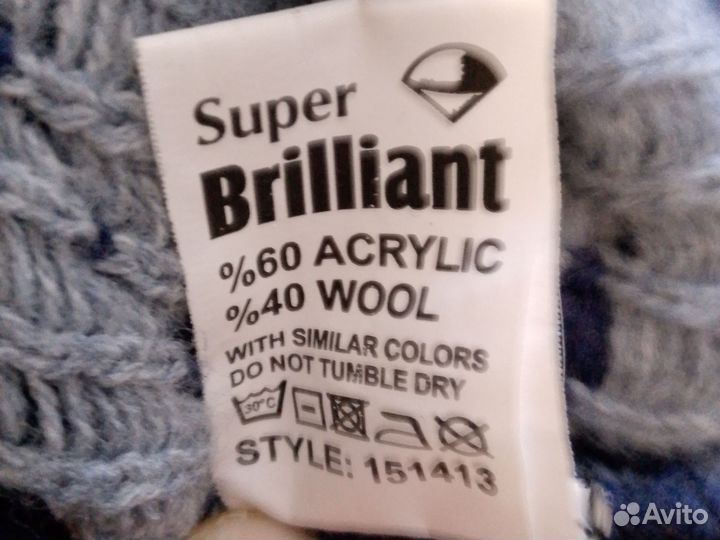 Super
Brilliant
%60 ACRYLIC
%40 WOOL
WITH SIMILAR COLORS
DO NOT TUMBLE DRY
30°C
STYLE: 151413
Avito